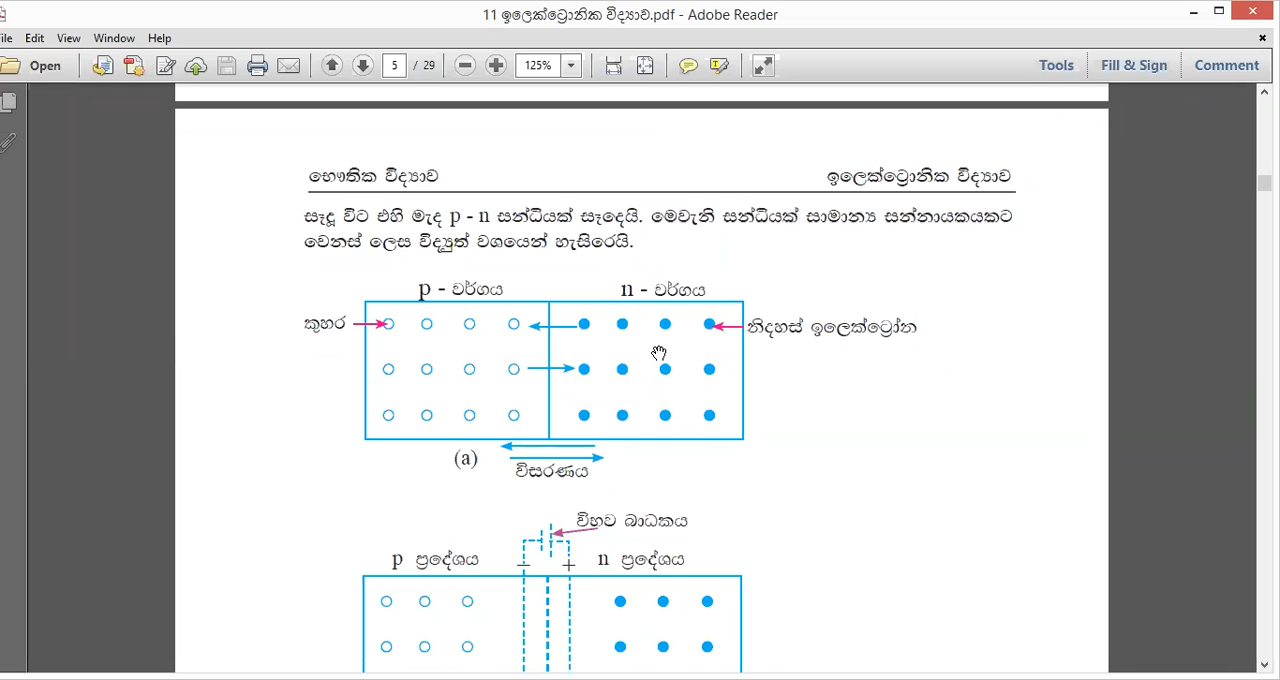 11 ඉලෙක්ට්‍රොනික විද්‍යාව.pdf - Adobe Reader
ile Edit View Window Help
Open 5 / 29 125% Tools Fill & Sign Comment
භෞතික විද්‍යාව ඉලෙක්ට්‍රොනික විද්‍යාව
සෑදූ විට එහි මැද p - n සන්ධියක් සෑදෙයි. මෙවැනි සන්ධියක් සාමාන්‍ය සන්නායකයකට
වෙනස් ලෙස විද්‍යුත් වශයෙන් හැසිරෙයි.
p - වර්ගය n - වර්ගය
කුහර නිදහස් ඉලෙක්ට්‍රෝන
(a) විසරණය
විභව බාධකය
p ප්‍රදේශය − + n ප්‍රදේශය